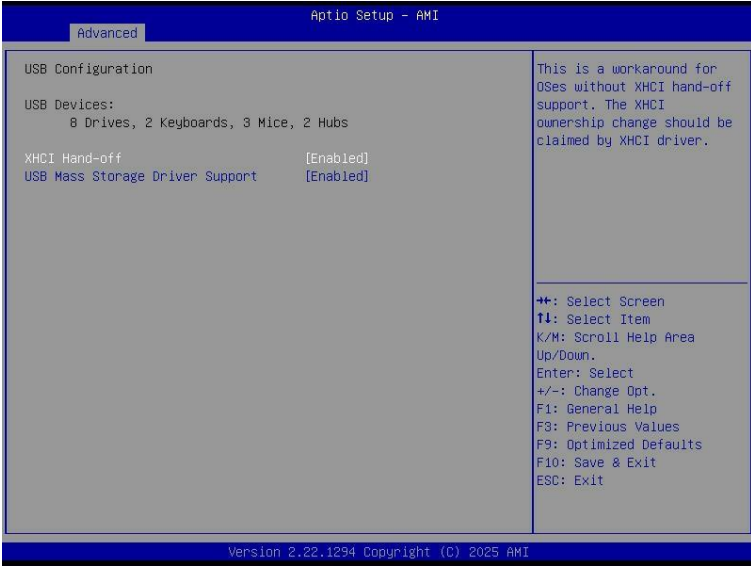 Aptio Setup - AMI
Advanced
USB Configuration
USB Devices:
8 Drives, 2 Keyboards, 3 Mice, 2 Hubs
XHCI Hand-off [Enabled]
USB Mass Storage Driver Support [Enabled]
This is a workaround for
OSes without XHCI hand-off
support. The XHCI
ownership change should be
claimed by XHCI driver.
→←: Select Screen
↑↓: Select Item
K/M: Scroll Help Area
Up/Down.
Enter: Select
+/-: Change Opt.
F1: General Help
F3: Previous Values
F9: Optimized Defaults
F10: Save & Exit
ESC: Exit
Version 2.22.1294 Copyright (C) 2025 AMI